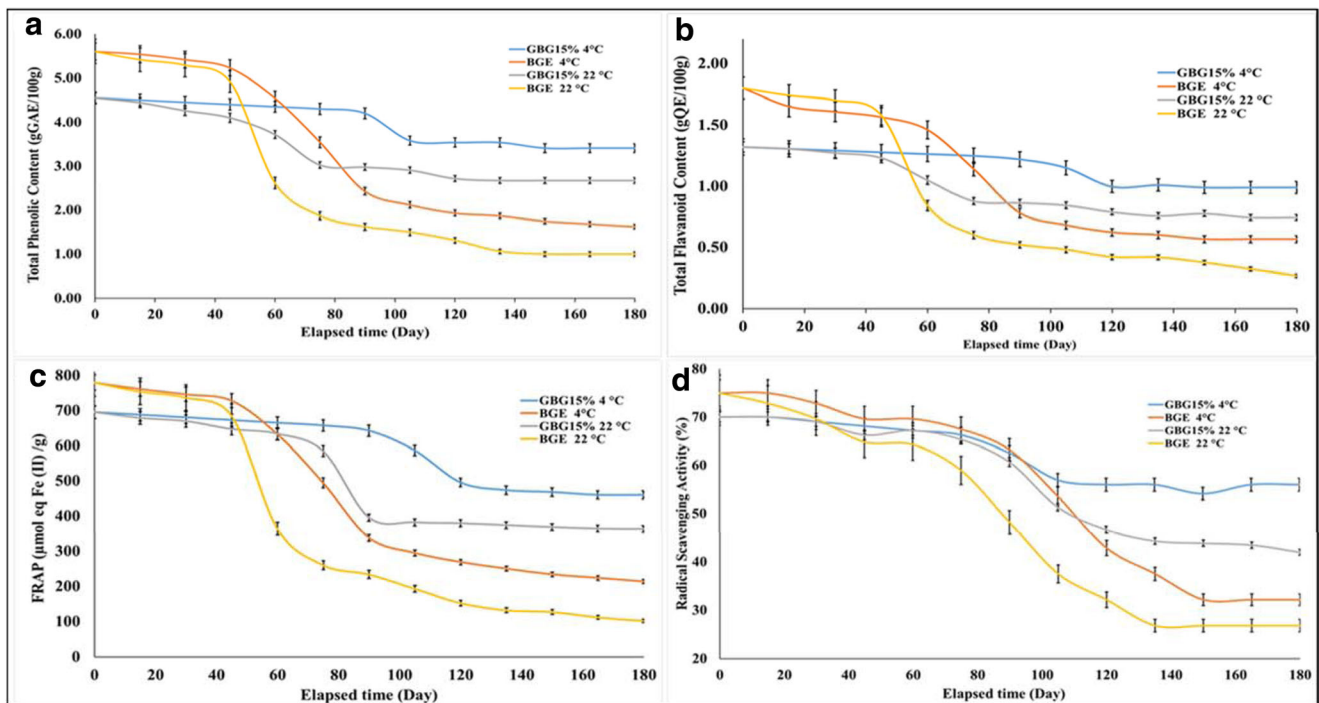 a
Total Phenolic Content (gGAE/100g)
6.00
5.00
4.00
3.00
2.00
1.00
0.00
GBG15% 4°C
BGE 4°C
GBG15% 22 °C
BGE 22 °C
0 20 40 60 80 100 120 140 160 180
Elapsed time (Day)
b
Total Flavanoid Content (gQE/100g)
2.00
1.50
1.00
0.50
0.00
GBG15% 4°C
BGE 4°C
GBG15% 22 °C
BGE 22 °C
0 20 40 60 80 100 120 140 160 180
Elapsed time (Day)
c
FRAP (µmol eq Fe (II) /g)
800
700
600
500
400
300
200
100
0
GBG15% 4 °C
BGE 4°C
GBG15% 22 °C
BGE 22 °C
0 20 40 60 80 100 120 140 160 180
Elapsed Time (Day)
d
Radical Scavenging Activity (%)
80
70
60
50
40
30
20
GBG15% 4°C
BGE 4°C
GBG15% 22 °C
BGE 22 °C
0 20 40 60 80 100 120 140 160 180
Elapsed time (Day)